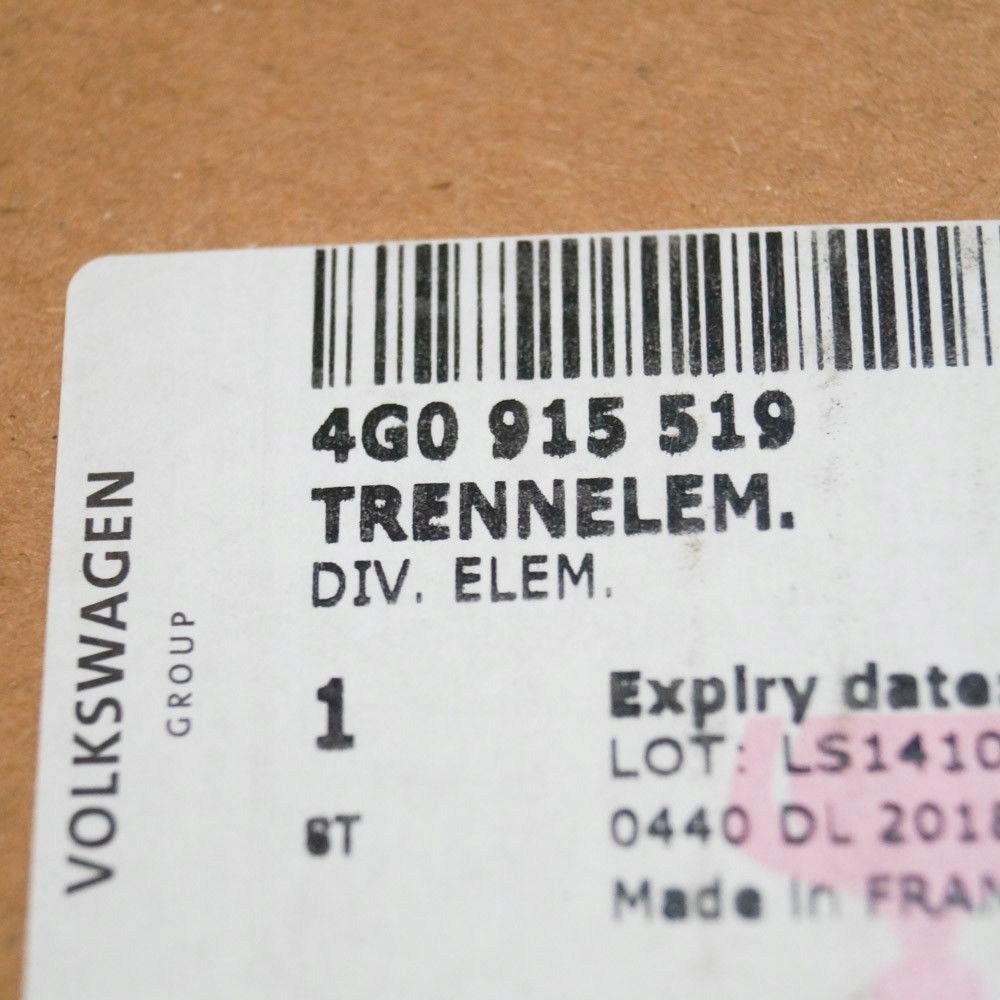 4G0 915 519
TRENNELEM.
DIV. ELEM.
1
ST
Expiry date:
LOT: LS1410
0440 DL 2018
Made in FRAN
VOLKSWAGEN
GROUP